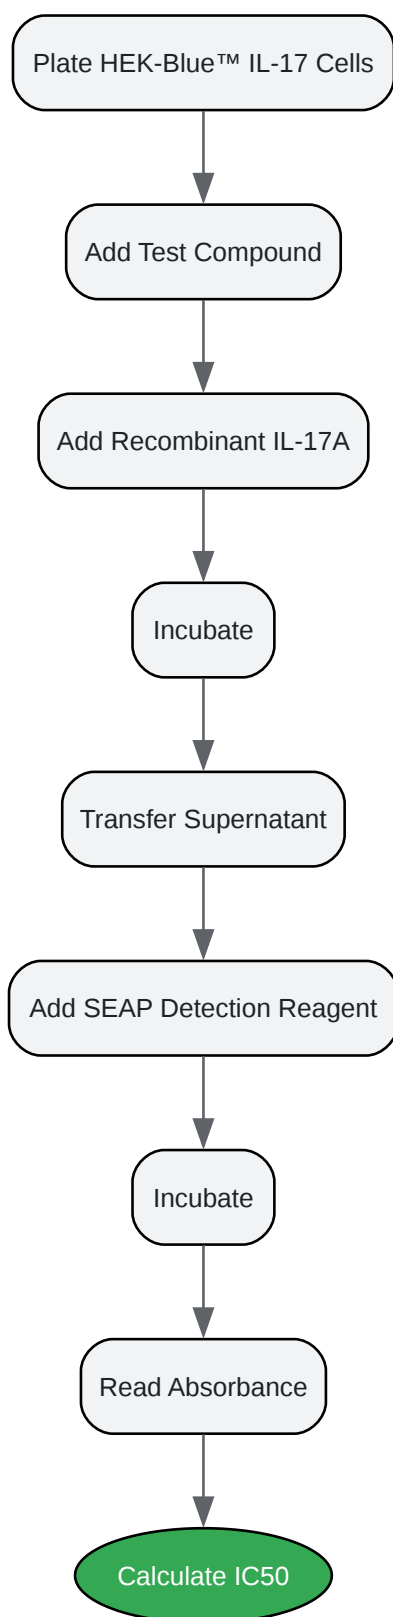 Plate HEK-Blue™ IL-17 Cells
Add Test Compound
Add Recombinant IL-17A
Incubate
Transfer Supernatant
Add SEAP Detection Reagent
Incubate
Read Absorbance
Calculate IC50